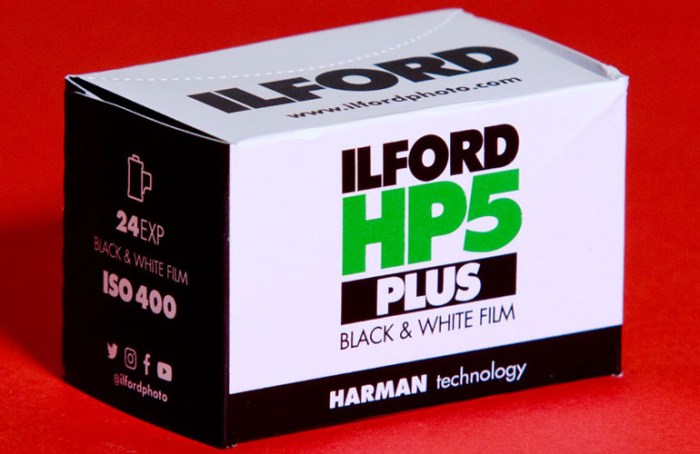 ILFORD
www.ilfordphoto.com
ILFORD
HP5
PLUS
BLACK & WHITE FILM
HARMAN technology
24EXP
BLACK & WHITE FILM
ISO 400
@ilfordphoto